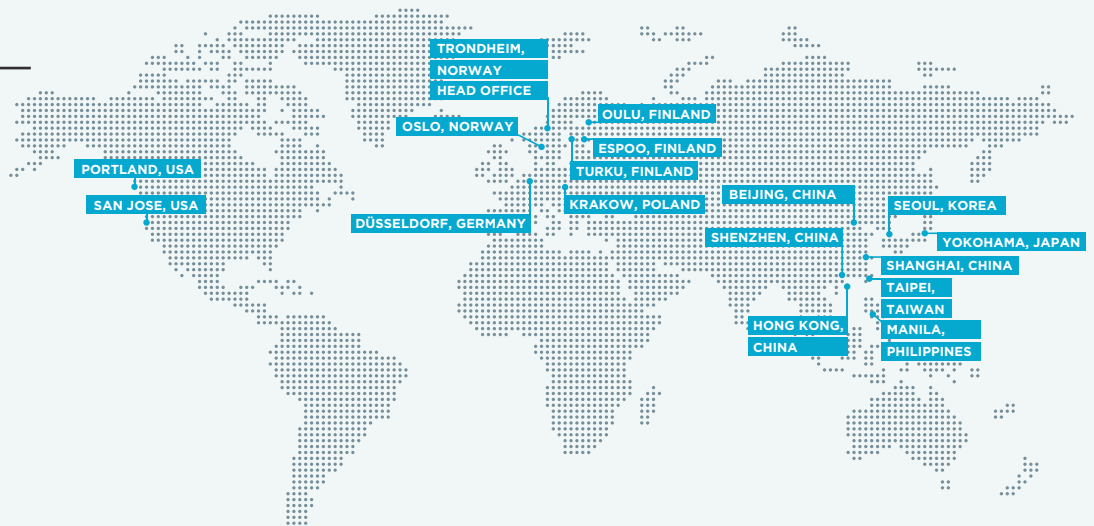 TRONDHEIM,
NORWAY
HEAD OFFICE
OULU, FINLAND
OSLO, NORWAY
ESPOO, FINLAND
PORTLAND, USA
TURKU, FINLAND
SAN JOSE, USA
KRAKOW, POLAND
BEIJING, CHINA
SEOUL, KOREA
DÜSSELDORF, GERMANY
SHENZHEN, CHINA
YOKOHAMA, JAPAN
SHANGHAI, CHINA
TAIPEI,
TAIWAN
HONG KONG,
CHINA
MANILA,
PHILIPPINES